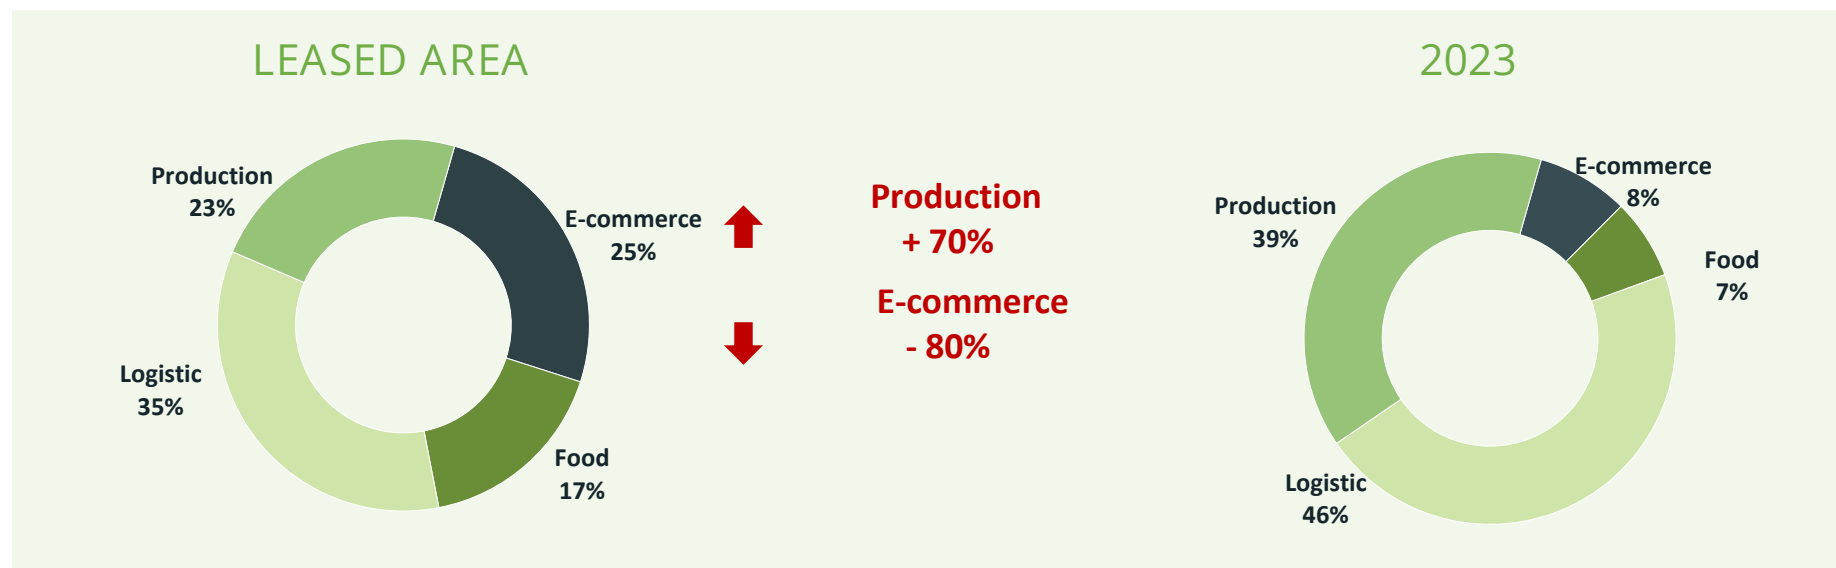 LEASED AREA
Production
23%
E-commerce
25%
Logistic
35%
Food
17%
Production
+ 70%
E-commerce
- 80%
2023
E-commerce
8%
Production
39%
Food
7%
Logistic
46%